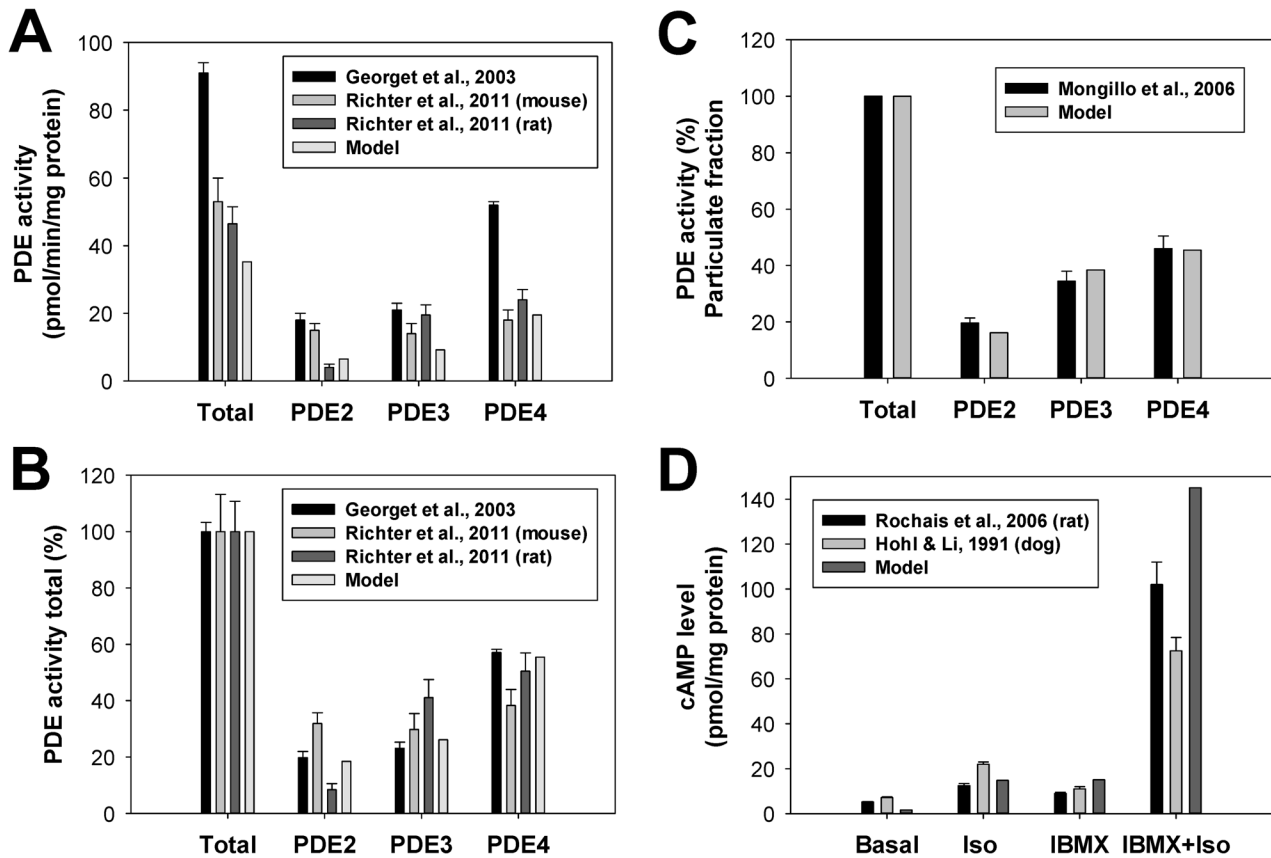 A
PDE activity
(pmol/min/mg protein)
100
80
60
40
20
0
Georget et al., 2003
Richter et al., 2011 (mouse)
Richter et al., 2011 (rat)
Model
Total PDE2 PDE3 PDE4
C
PDE activity (%)
Particulate fraction
120
100
80
60
40
20
0
Mongillo et al., 2006
Model
Total PDE2 PDE3 PDE4
B
PDE activity total (%)
120
100
80
60
40
20
0
Georget et al., 2003
Richter et al., 2011 (mouse)
Richter et al., 2011 (rat)
Model
Total PDE2 PDE3 PDE4
D
cAMP level
(pmol/mg protein)
140
120
100
80
60
40
20
0
Rochais et al., 2006 (rat)
Hohl & Li, 1991 (dog)
Model
Basal Iso IBMX IBMX+Iso